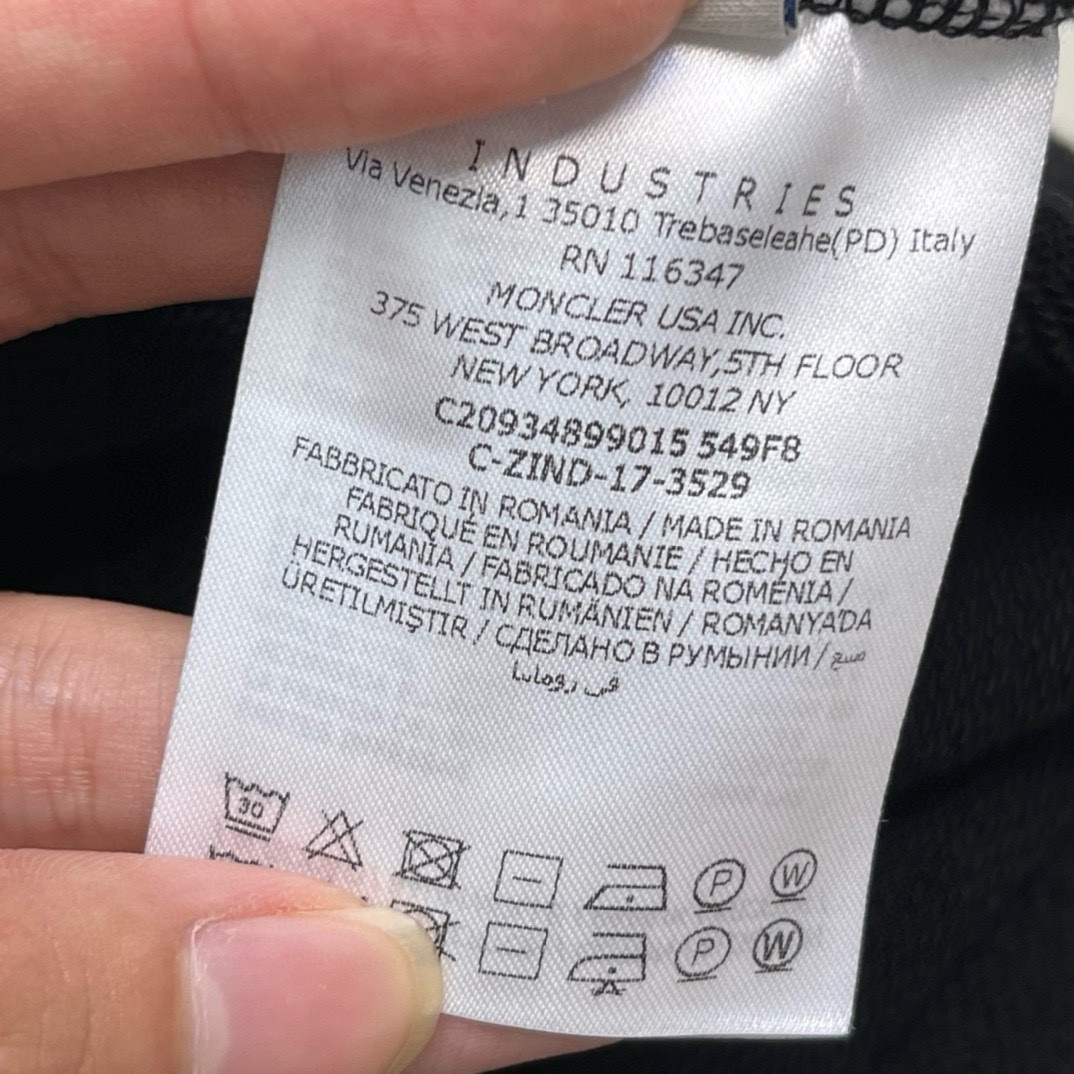 INDUSTRIES
Via Venezia,1 35010 Trebaseleahe(PD) Italy
RN 116347
MONCLER USA INC.
375 WEST BROADWAY,5TH FLOOR
NEW YORK, 10012 NY
C20934899015 549F8
C-ZIND-17-3529
FABBRICATO IN ROMANIA / MADE IN ROMANIA
FABRIQUÉ EN ROUMANIE / HECHO EN
RUMANÍA / FABRICADO NA ROMÉNIA /
HERGESTELLT IN RUMÄNIEN / ROMANYA'DA
ÜRETILMIŞTIR / СДЕЛАНО В РУМЫНИИ /
30
P W
P W